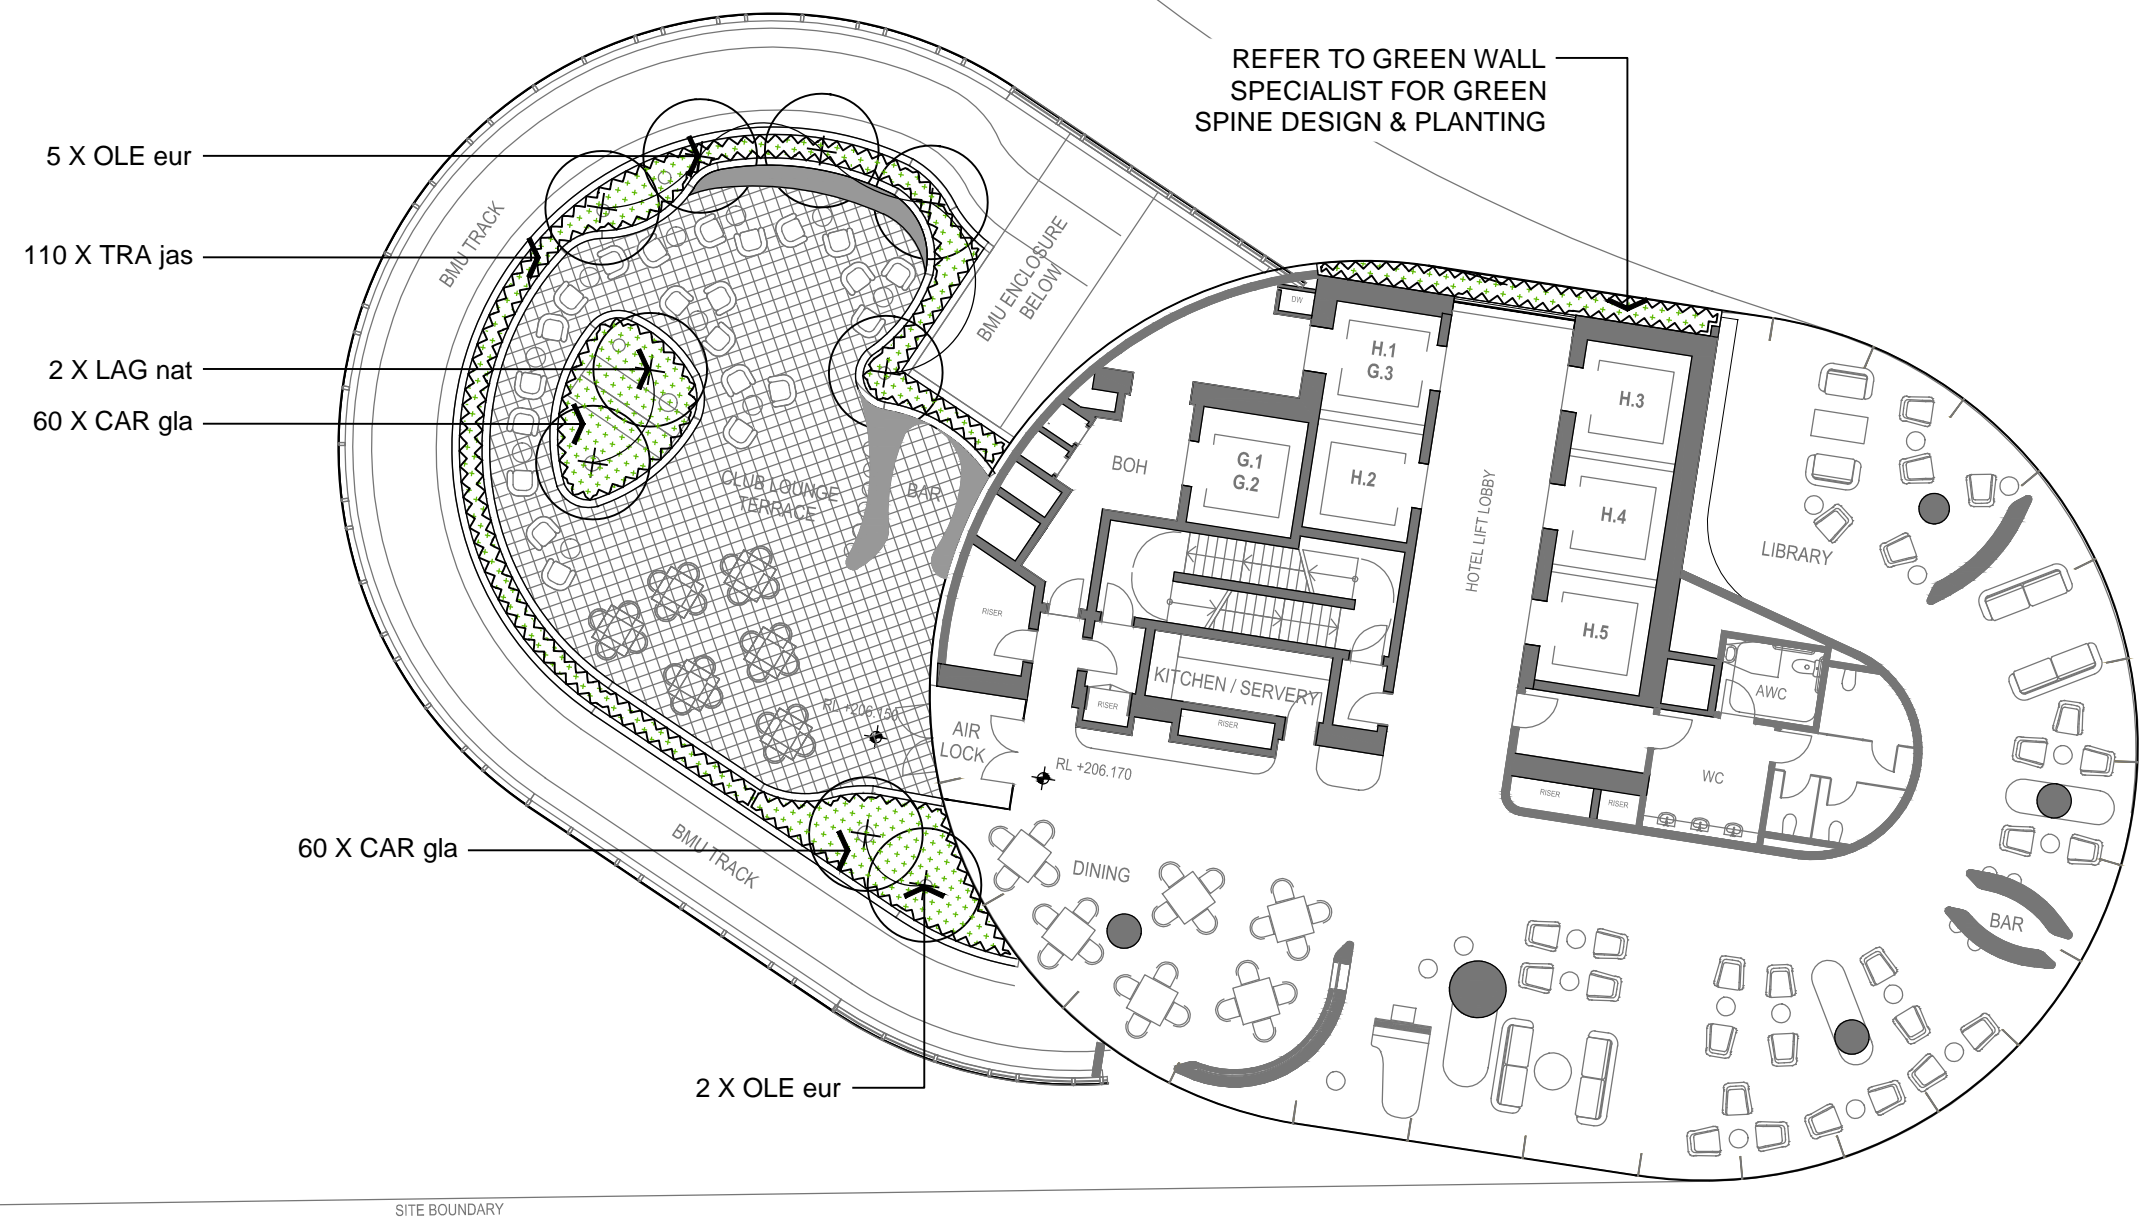 REFER TO GREEN WALL
SPECIALIST FOR GREEN
SPINE DESIGN & PLANTING
5 X OLE eur
110 X TRA jas
2 X LAG nat
60 X CAR gla
60 X CAR gla
2 X OLE eur
BMU TRACK
BMU ENCLOSURE
BELOW
CLUB LOUNGE
TERRACE
BAR
RL +206.150
BMU TRACK
DW
H.1
G.3
G.1
G.2
H.2
H.3
H.4
H.5
BOH
HOTEL LIFT LOBBY
LIBRARY
RISER
KITCHEN / SERVERY
RISER
RISER
AIR
LOCK
RL +206.170
AWC
WC
RISER
RISER
DINING
BAR
SITE BOUNDARY